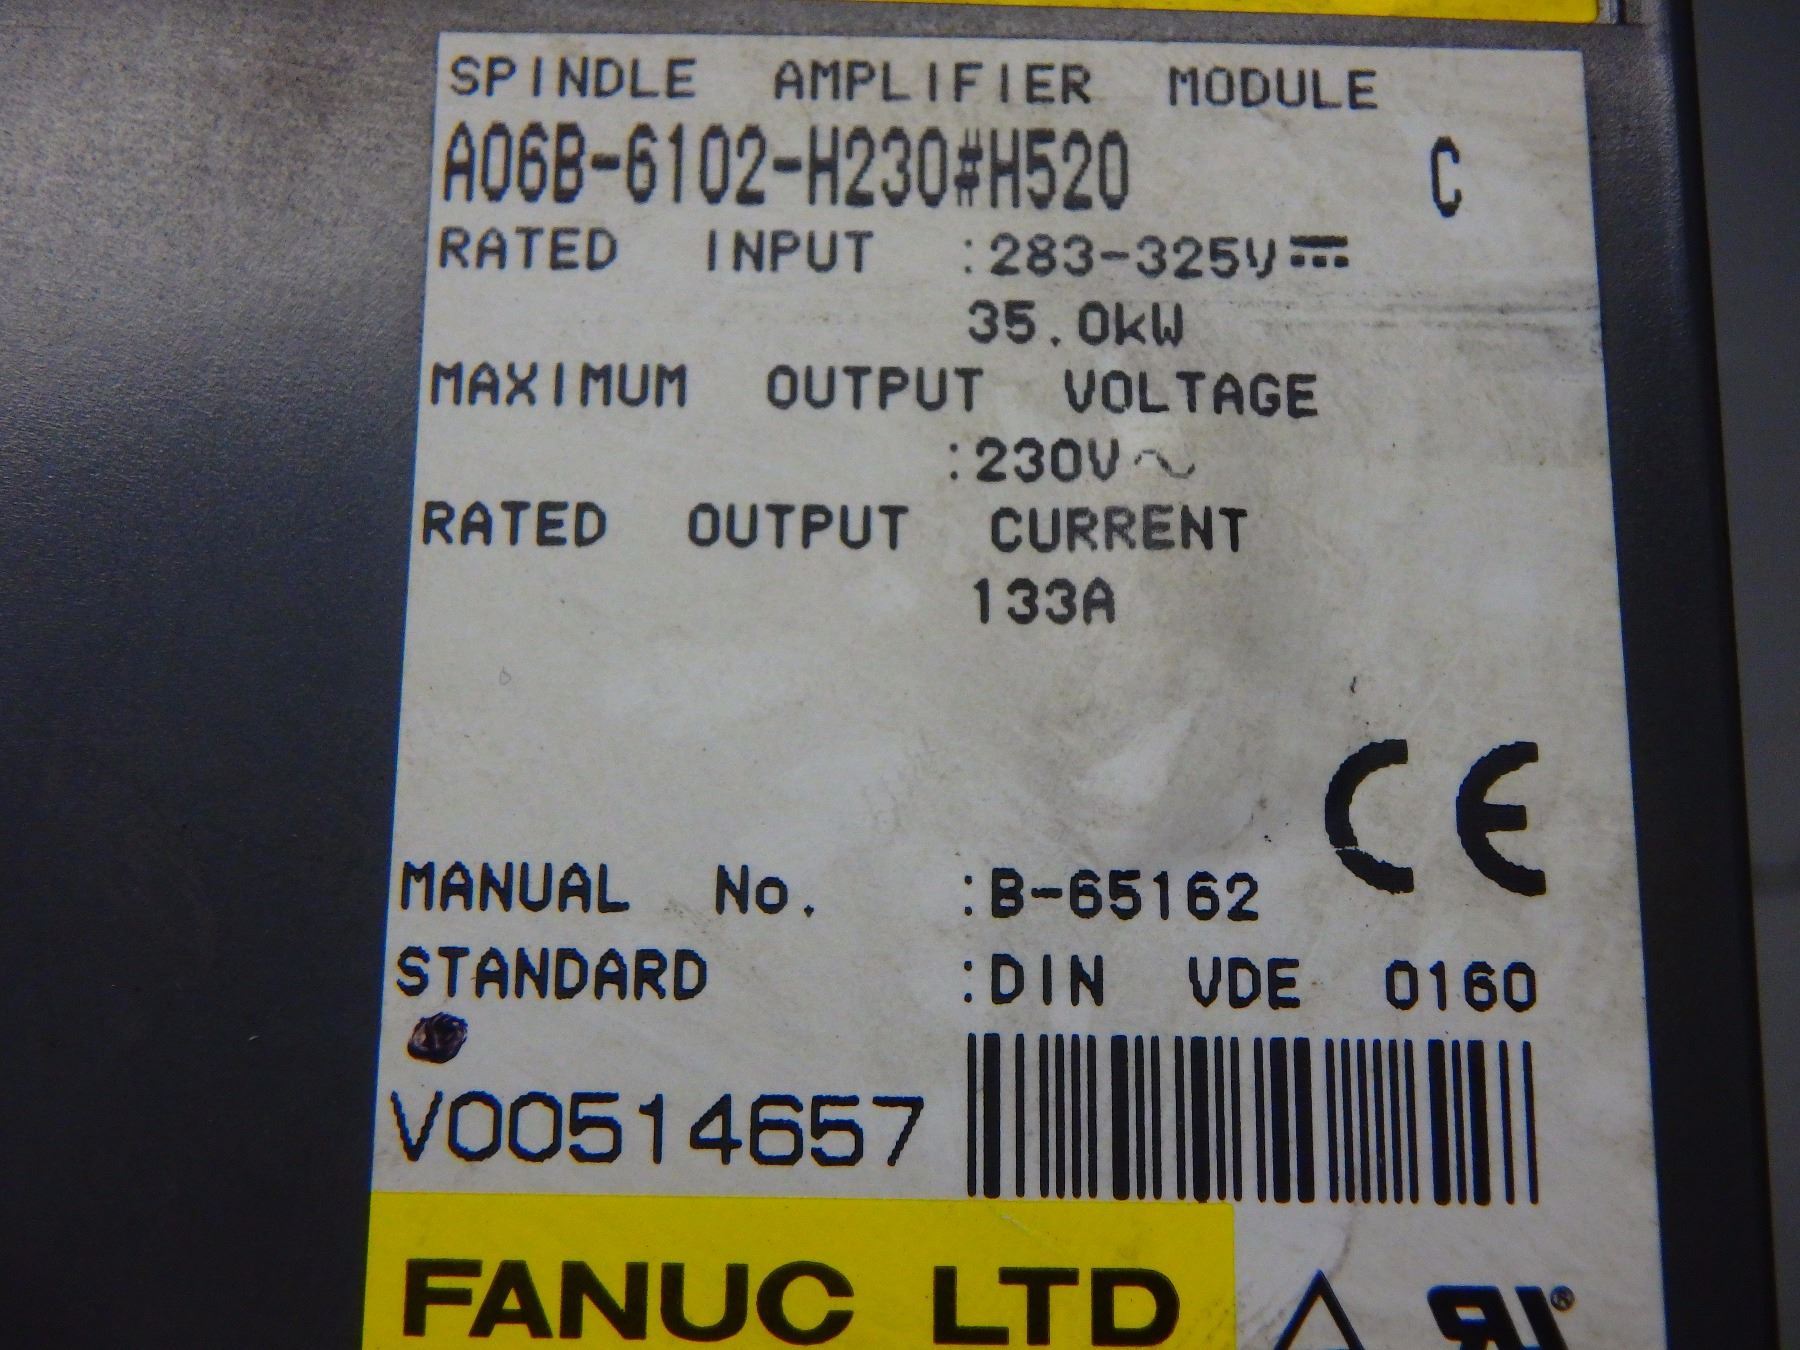 SPINDLE AMPLIFIER MODULE
A06B-6102-H230#H520 C
RATED INPUT :283-325V⎓
35.0kW
MAXIMUM OUTPUT VOLTAGE
:230V~
RATED OUTPUT CURRENT
133A
CE
MANUAL No. :B-65162
STANDARD :DIN VDE 0160
V00514657
FANUC LTD